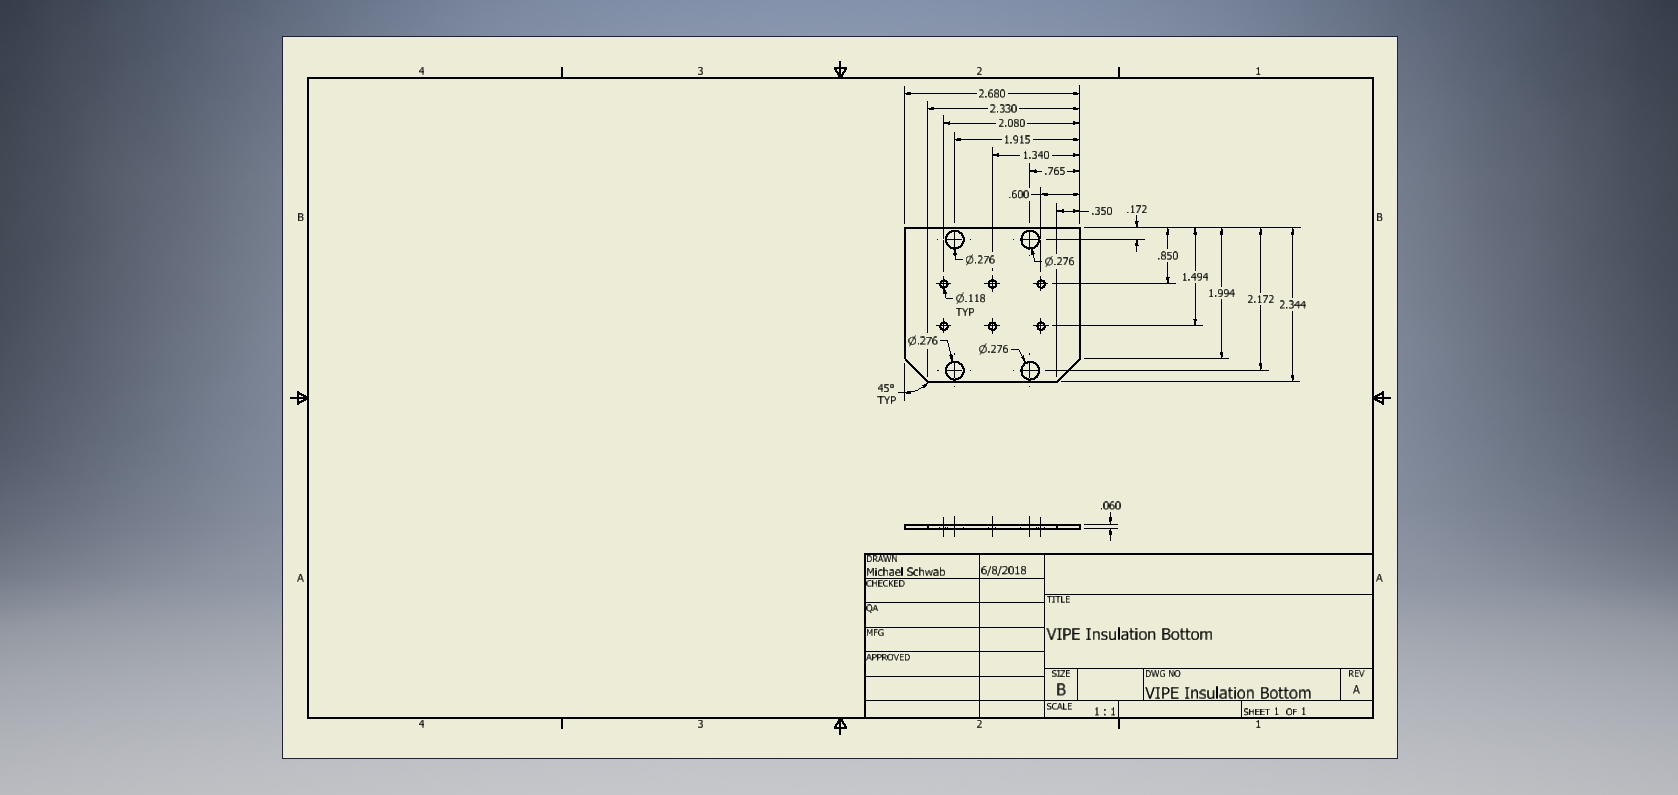 4 3 2 1
2.680
2.330
2.080
1.915
1.340
.765
.600
.350 .172
B B
Ø.276 Ø.276 .850
1.494
1.994
Ø.118 2.172 2.344
TYP
Ø.276 Ø.276
45°
TYP
.060
DRAWN
Michael Schwab 6/8/2018
A A
CHECKED
TITLE
QA
MFG
VIPE Insulation Bottom
APPROVED
SIZE DWG NO REV
B VIPE Insulation Bottom A
SCALE 1 : 1 SHEET 1 OF 1
4 3 2 1